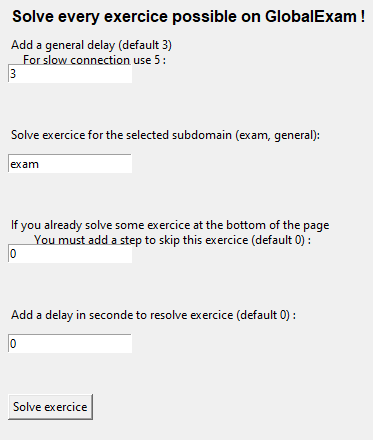 Solve every exercice possible on GlobalExam !
Add a general delay (default 3)
For slow connection use 5 :
3
Solve exercice for the selected subdomain (exam, general):
exam
If you already solve some exercice at the bottom of the page
You must add a step to skip this exercice (default 0) :
0
Add a delay in seconde to resolve exercice (default 0) :
0
Solve exercice